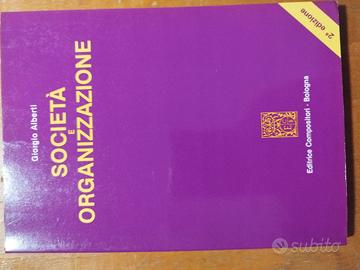 Giorgio Alberti
SOCIETÀ
E
ORGANIZZAZIONE
2ª edizione
Editrice Compositori - Bologna
subito